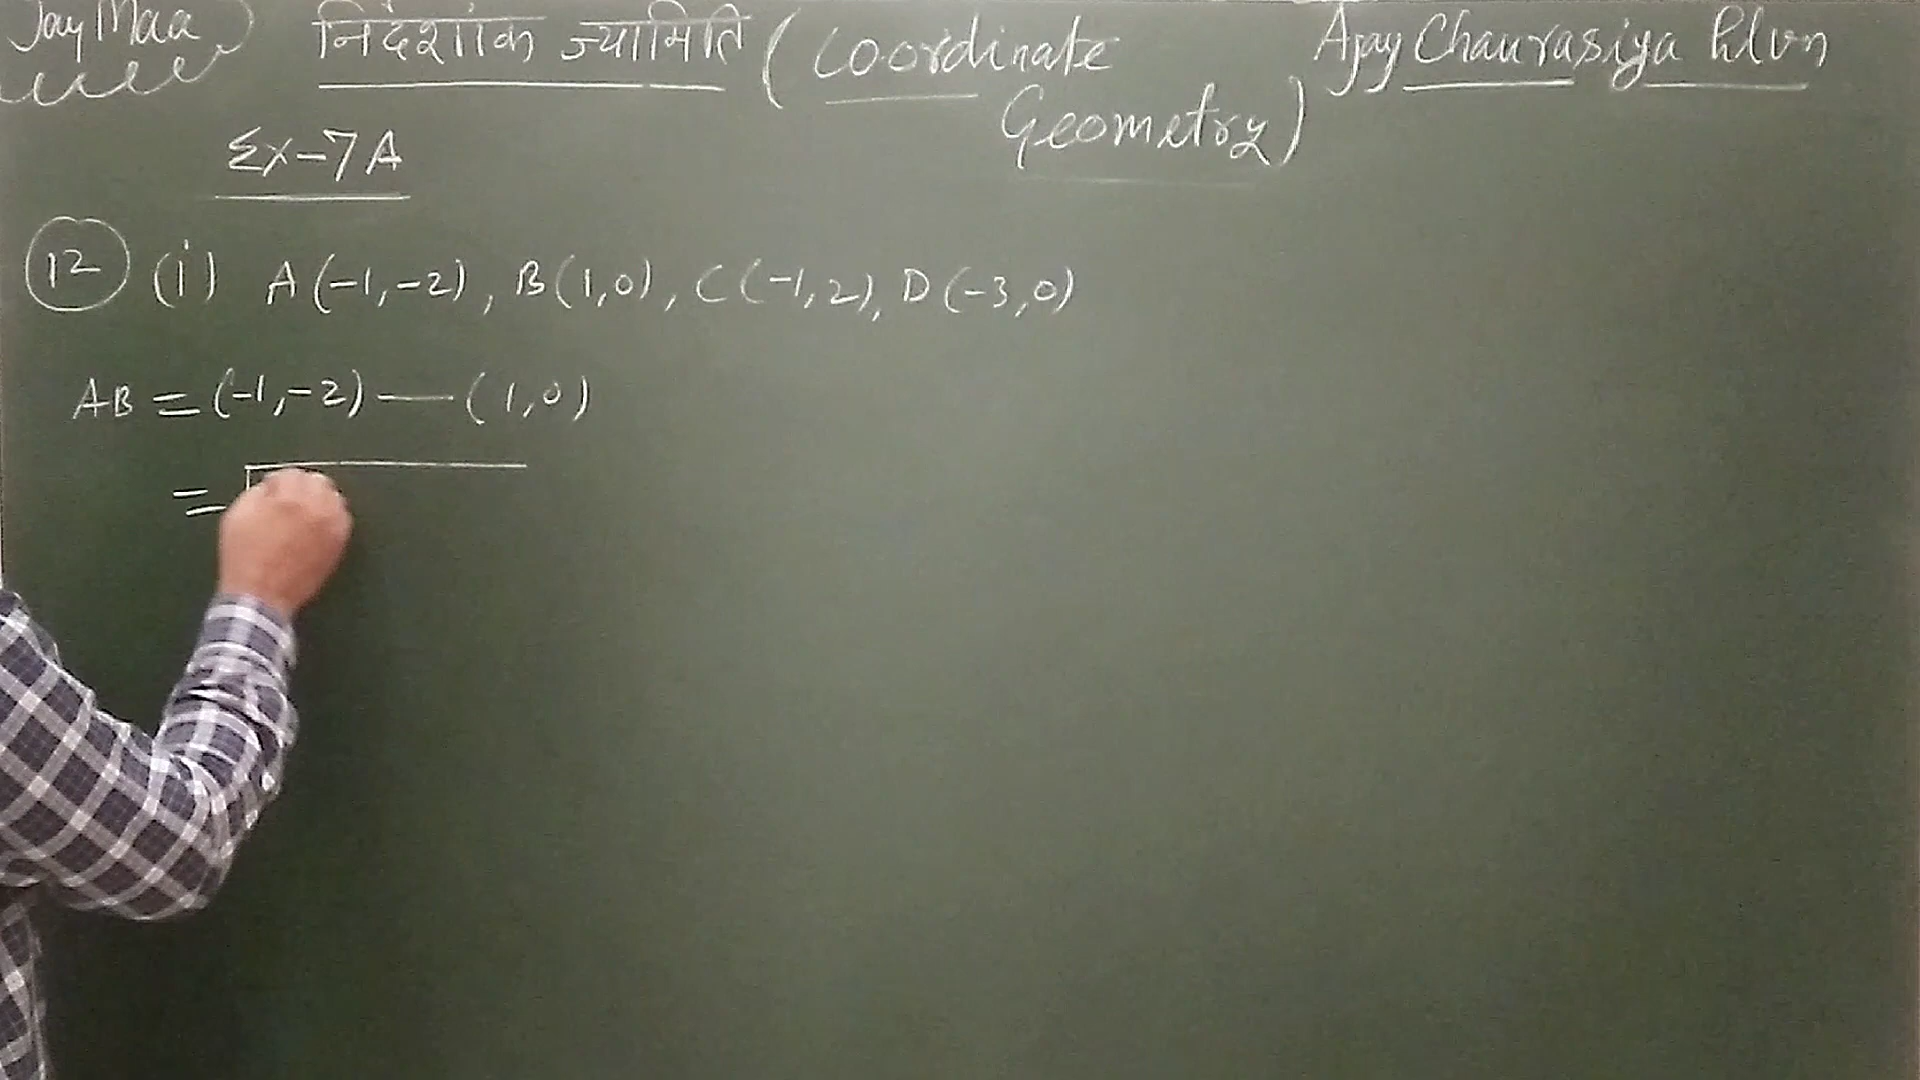 Jay Maa
निर्देशांक ज्यामिति ( Coordinate Geometry)
Ajay Chaurasiya
Ex-7A
12 (i) A(-1,-2), B(1,0), C(-1,2), D(-3,0)
AB = (-1,-2) — (1,0)
=